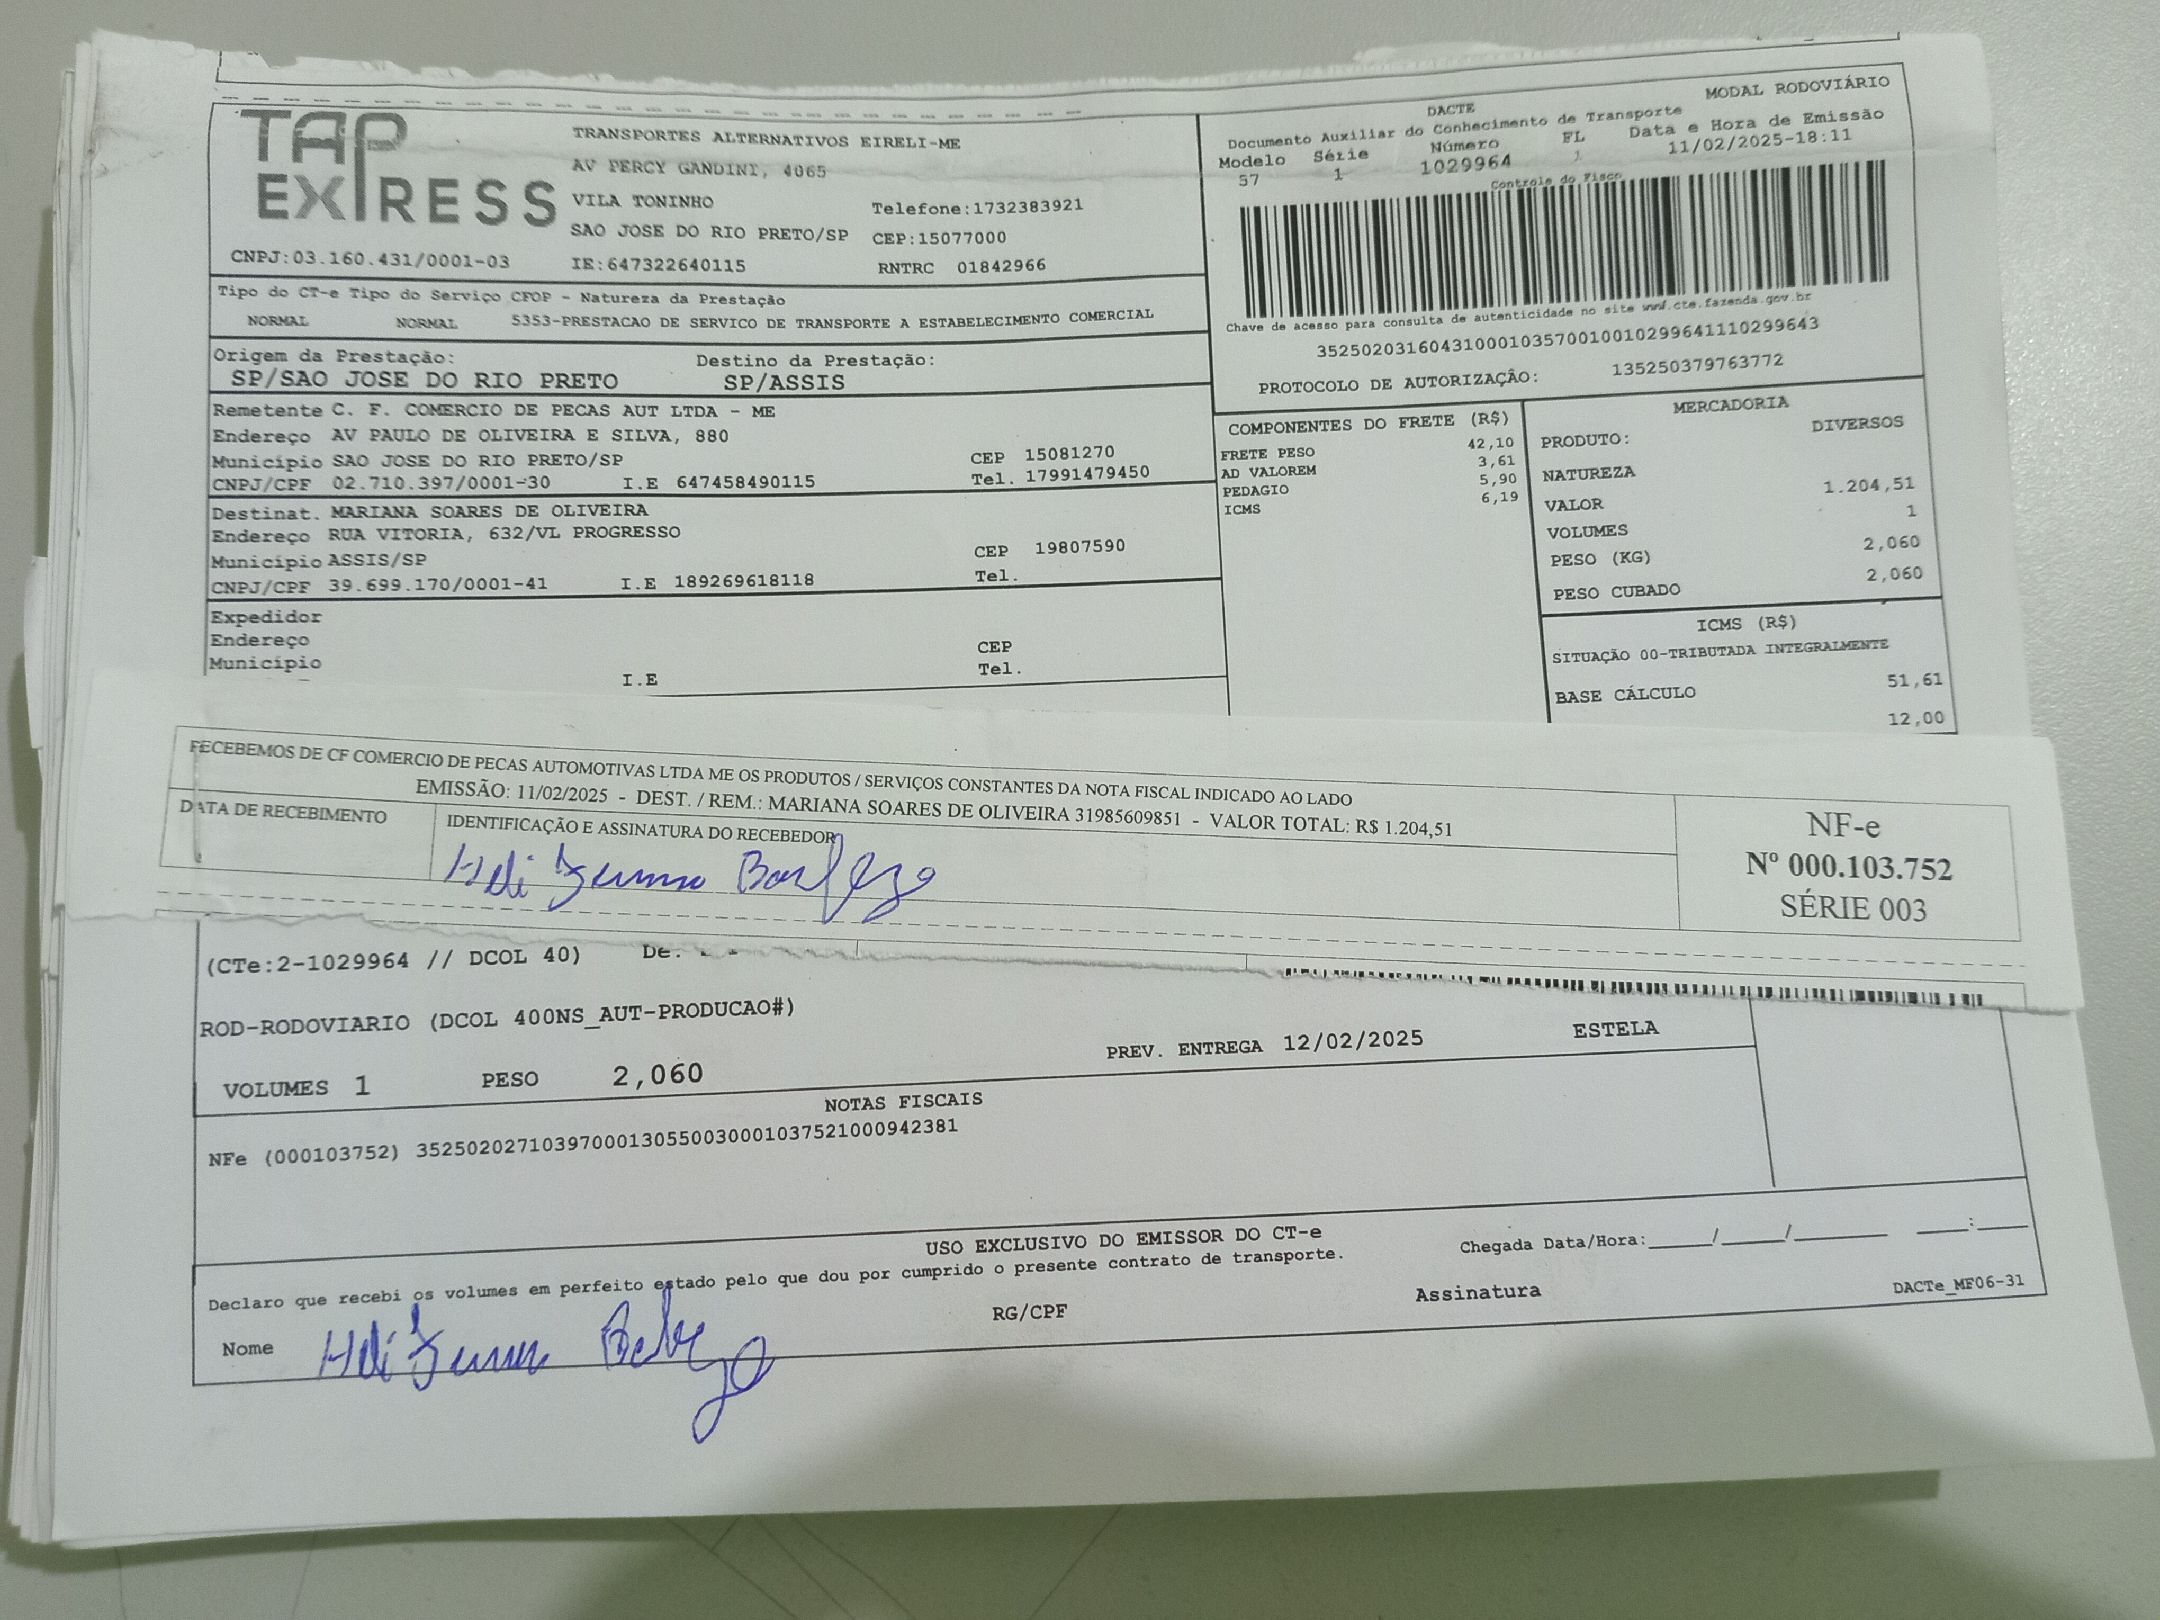 TAP EXPRESS
TRANSPORTES ALTERNATIVOS EIRELI-ME
AV PERCY GANDINI, 4065
VILA TONINHO Telefone:1732383921
SAO JOSE DO RIO PRETO/SP CEP:15077000
CNPJ:03.160.431/0001-03 IE:647322640115 RNTRC 01842966
MODAL RODOVIÁRIO
DACTE
Documento Auxiliar do Conhecimento de Transporte
Modelo Série Número FL Data e Hora de Emissão
57 1 1029964 1 11/02/2025-18:11
Controle do Fisco
Chave de acesso para consulta de autenticidade no site www.cte.fazenda.gov.br
35250203160431000103570010010299641110299643
PROTOCOLO DE AUTORIZAÇÂO: 135250379763772
Tipo do CT-e Tipo do Serviço CFOP - Natureza da Prestação
NORMAL NORMAL 5353-PRESTACAO DE SERVICO DE TRANSPORTE A ESTABELECIMENTO COMERCIAL
Origem da Prestação: Destino da Prestação:
SP/SAO JOSE DO RIO PRETO SP/ASSIS
Remetente C. F. COMERCIO DE PECAS AUT LTDA - ME
Endereço AV PAULO DE OLIVEIRA E SILVA, 880
Município SAO JOSE DO RIO PRETO/SP CEP 15081270
CNPJ/CPF 02.710.397/0001-30 I.E 647458490115 Tel. 17991479450
Destinat. MARIANA SOARES DE OLIVEIRA
Endereço RUA VITORIA, 632/VL PROGRESSO
Município ASSIS/SP CEP 19807590
CNPJ/CPF 39.699.170/0001-41 I.E 189269618118 Tel.
Expedidor
Endereço CEP
Município Tel.
I.E
COMPONENTES DO FRETE (R$)
FRETE PESO 42,10
AD VALOREM 3,61
PEDAGIO 5,90
ICMS 6,19
MERCADORIA
PRODUTO: DIVERSOS
NATUREZA
VALOR 1.204,51
VOLUMES 1
PESO (KG) 2,060
PESO CUBADO 2,060
ICMS (R$)
SITUAÇÃO 00-TRIBUTADA INTEGRALMENTE
BASE CÁLCULO 51,61
12,00
RECEBEMOS DE CF COMERCIO DE PECAS AUTOMOTIVAS LTDA ME OS PRODUTOS / SERVIÇOS CONSTANTES DA NOTA FISCAL INDICADO AO LADO
EMISSÃO: 11/02/2025 - DEST. / REM.: MARIANA SOARES DE OLIVEIRA 31985609851 - VALOR TOTAL: R$ 1.204,51
DATA DE RECEBIMENTO IDENTIFICAÇÃO E ASSINATURA DO RECEBEDOR
NF-e
Nº 000.103.752
SÉRIE 003
(CTe:2-1029964 // DCOL 40)
ROD-RODOVIARIO (DCOL 400NS_AUT-PRODUCAO#)
VOLUMES 1 PESO 2,060 PREV. ENTREGA 12/02/2025 ESTELA
NOTAS FISCAIS
NFe (000103752) 35250202710397000130550030001037521000942381
USO EXCLUSIVO DO EMISSOR DO CT-e
Declaro que recebi os volumes em perfeito estado pelo que dou por cumprido o presente contrato de transporte.
Chegada Data/Hora:_____/_____/_______ ____:____
Nome RG/CPF Assinatura
DACTe_MF06-31